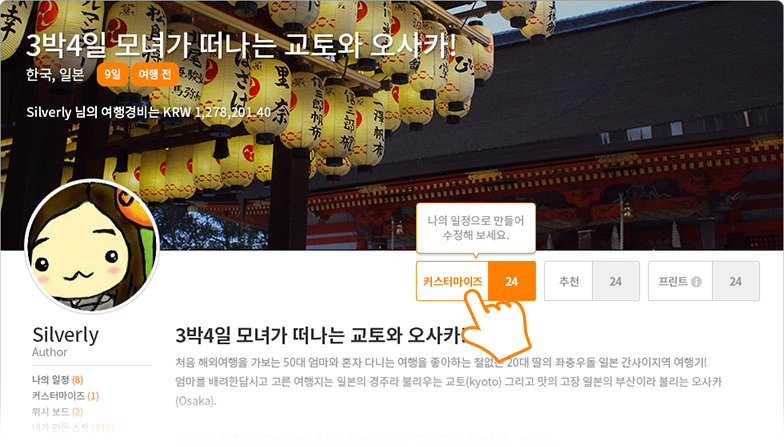 3박4일 모녀가 떠나는 교토와 오사카!
한국, 일본 9일 여행 전
Silverly 님의 여행경비는 KRW 1,278,201.40
나의 일정으로 만들어
수정해 보세요.
커스터마이즈 24 추천 24 프린트 i 24
Silverly
Author
나의 일정 (8)
커스터마이즈 (1)
위시 보드 (2)
내가 만든 스팟 (210)
3박4일 모녀가 떠나는 교토와 오사카!
처음 해외여행을 가보는 50대 엄마와 혼자 다니는 여행을 좋아하는 철없는 20대 딸의 좌충우돌 일본 간사이지역 여행기!
엄마를 배려한답시고 고른 여행지는 일본의 경주라 불리우는 교토(kyoto) 그리고 맛의 고장 일본의 부산이라 불리는 오사카
(Osaka).